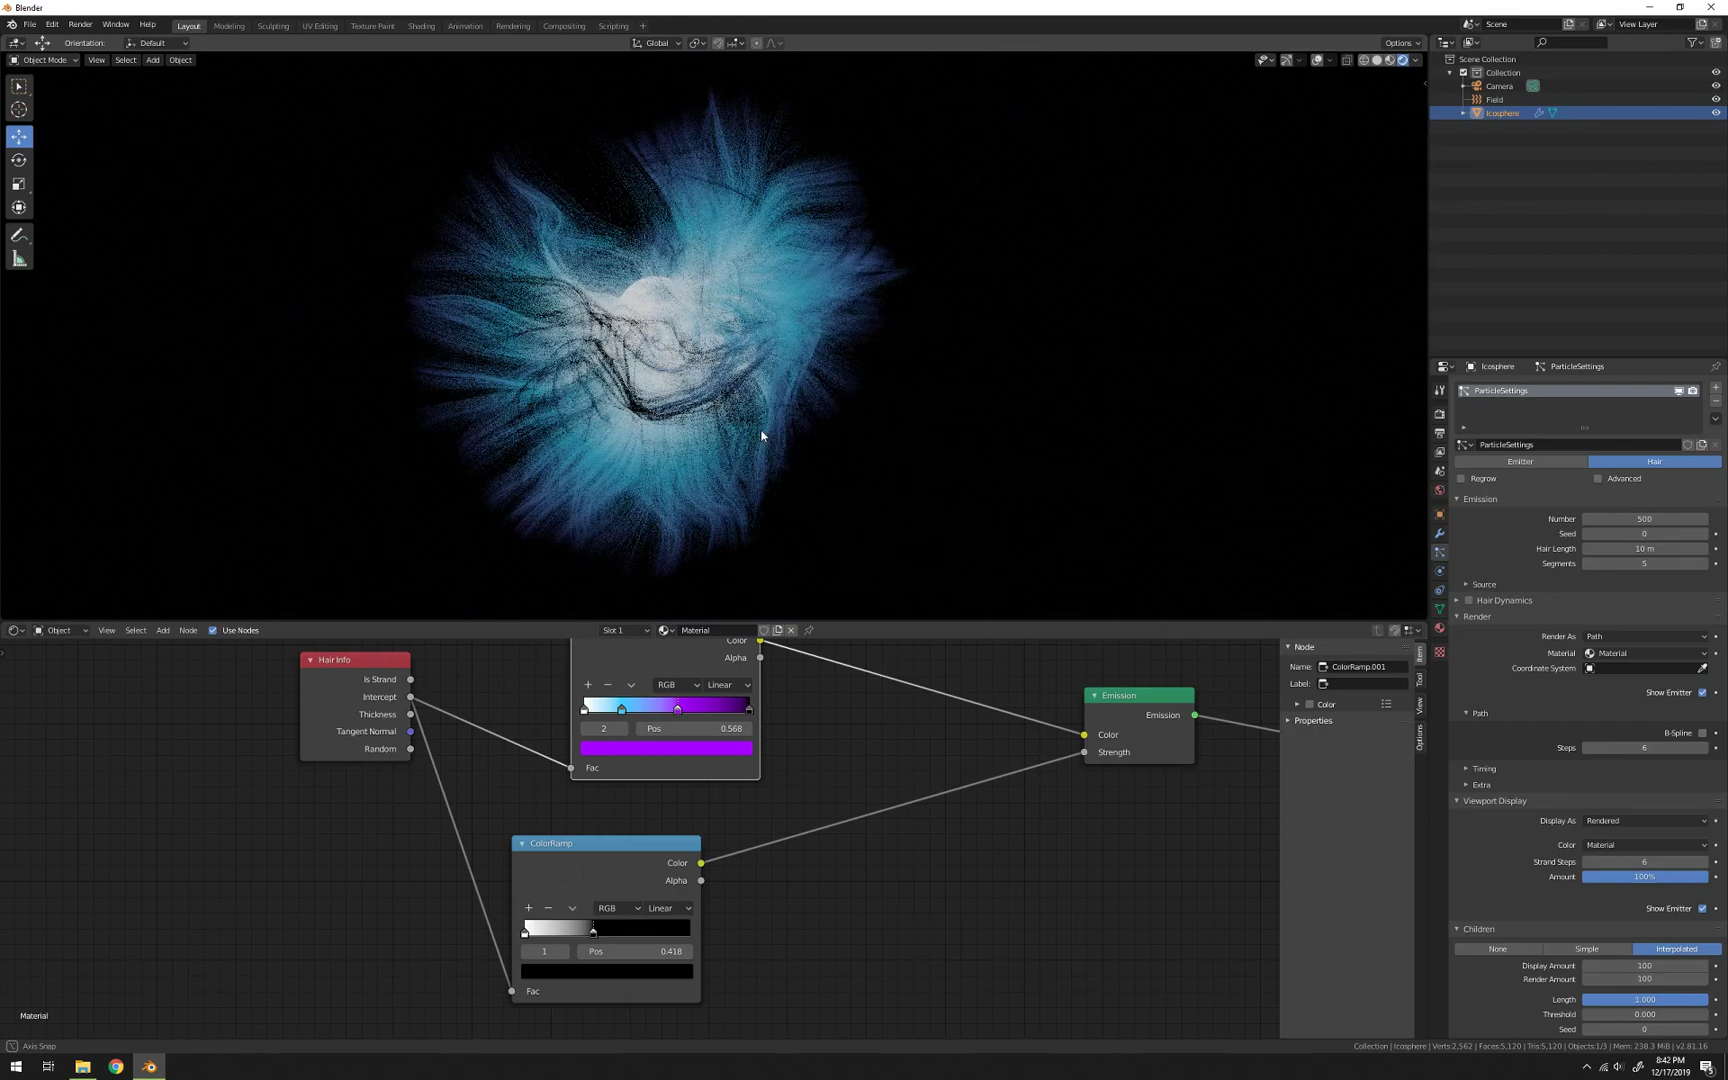 Blender
File Edit Render Window Help Layout Modeling Sculpting UV Editing Texture Paint Shading Animation Rendering Compositing Scripting + Scene View Layer
Orientation: Default Global Options
Object Mode View Select Add Object
Scene Collection
Collection
Camera
Field
Icosphere
Icosphere ParticleSettings
ParticleSettings
ParticleSettings
Emitter Hair
Regrow Advanced
Emission
Number 500
Seed 0
Hair Length 10 m
Segments 5
Source
Hair Dynamics
Render
Render As Path
Material Material
Coordinate System
Show Emitter
Path
B-Spline
Steps 6
Timing
Extra
Viewport Display
Display As Rendered
Color Material
Strand Steps 6
Amount 100%
Show Emitter
Children
None Simple Interpolated
Display Amount 100
Render Amount 100
Length 1.000
Threshold 0.000
Seed 0
Object View Select Add Node Use Nodes Slot 1 Material
Hair Info
Is Strand
Intercept
Thickness
Tangent Normal
Random
Color
Alpha
RGB Linear
2 Pos 0.568
Fac
ColorRamp
Color
Alpha
RGB Linear
1 Pos 0.418
Fac
Emission
Emission
Color
Strength
Node
Name: ColorRamp.001
Label:
Color
Properties
Item
Tool
View
Options
Material
Axis Snap
Collection | Icosphere | Verts:2,562 | Faces:5,120 | Tris:5,120 | Objects:1/3 | Mem: 238.3 MiB | v2.81.16
8:42 PM
12/17/2019
5